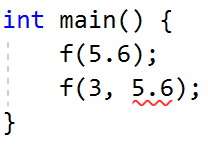 int main() {
    f(5.6);
    f(3, 5.6);
}